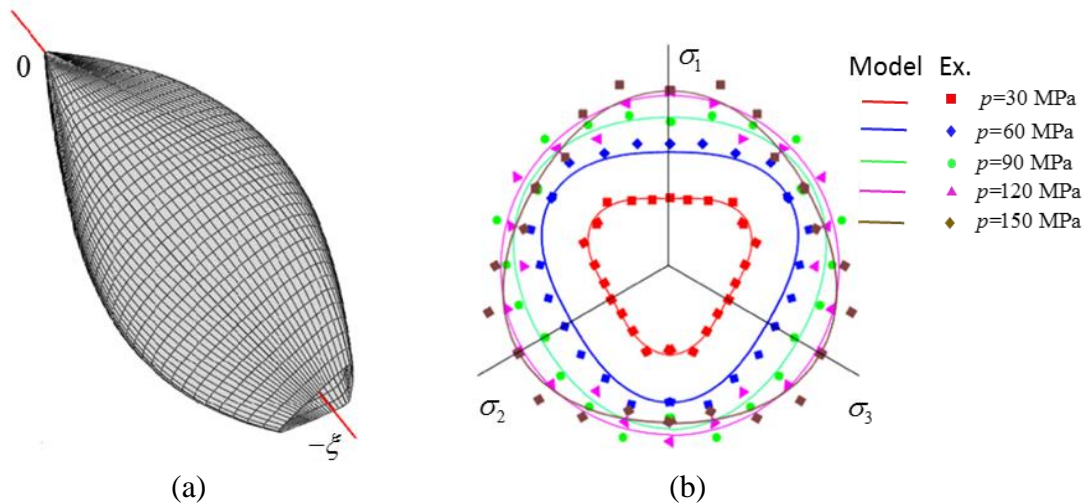 0
−ξ
(a)
σ₁
σ₂
σ₃
(b)
Model Ex.
p=30 MPa
p=60 MPa
p=90 MPa
p=120 MPa
p=150 MPa